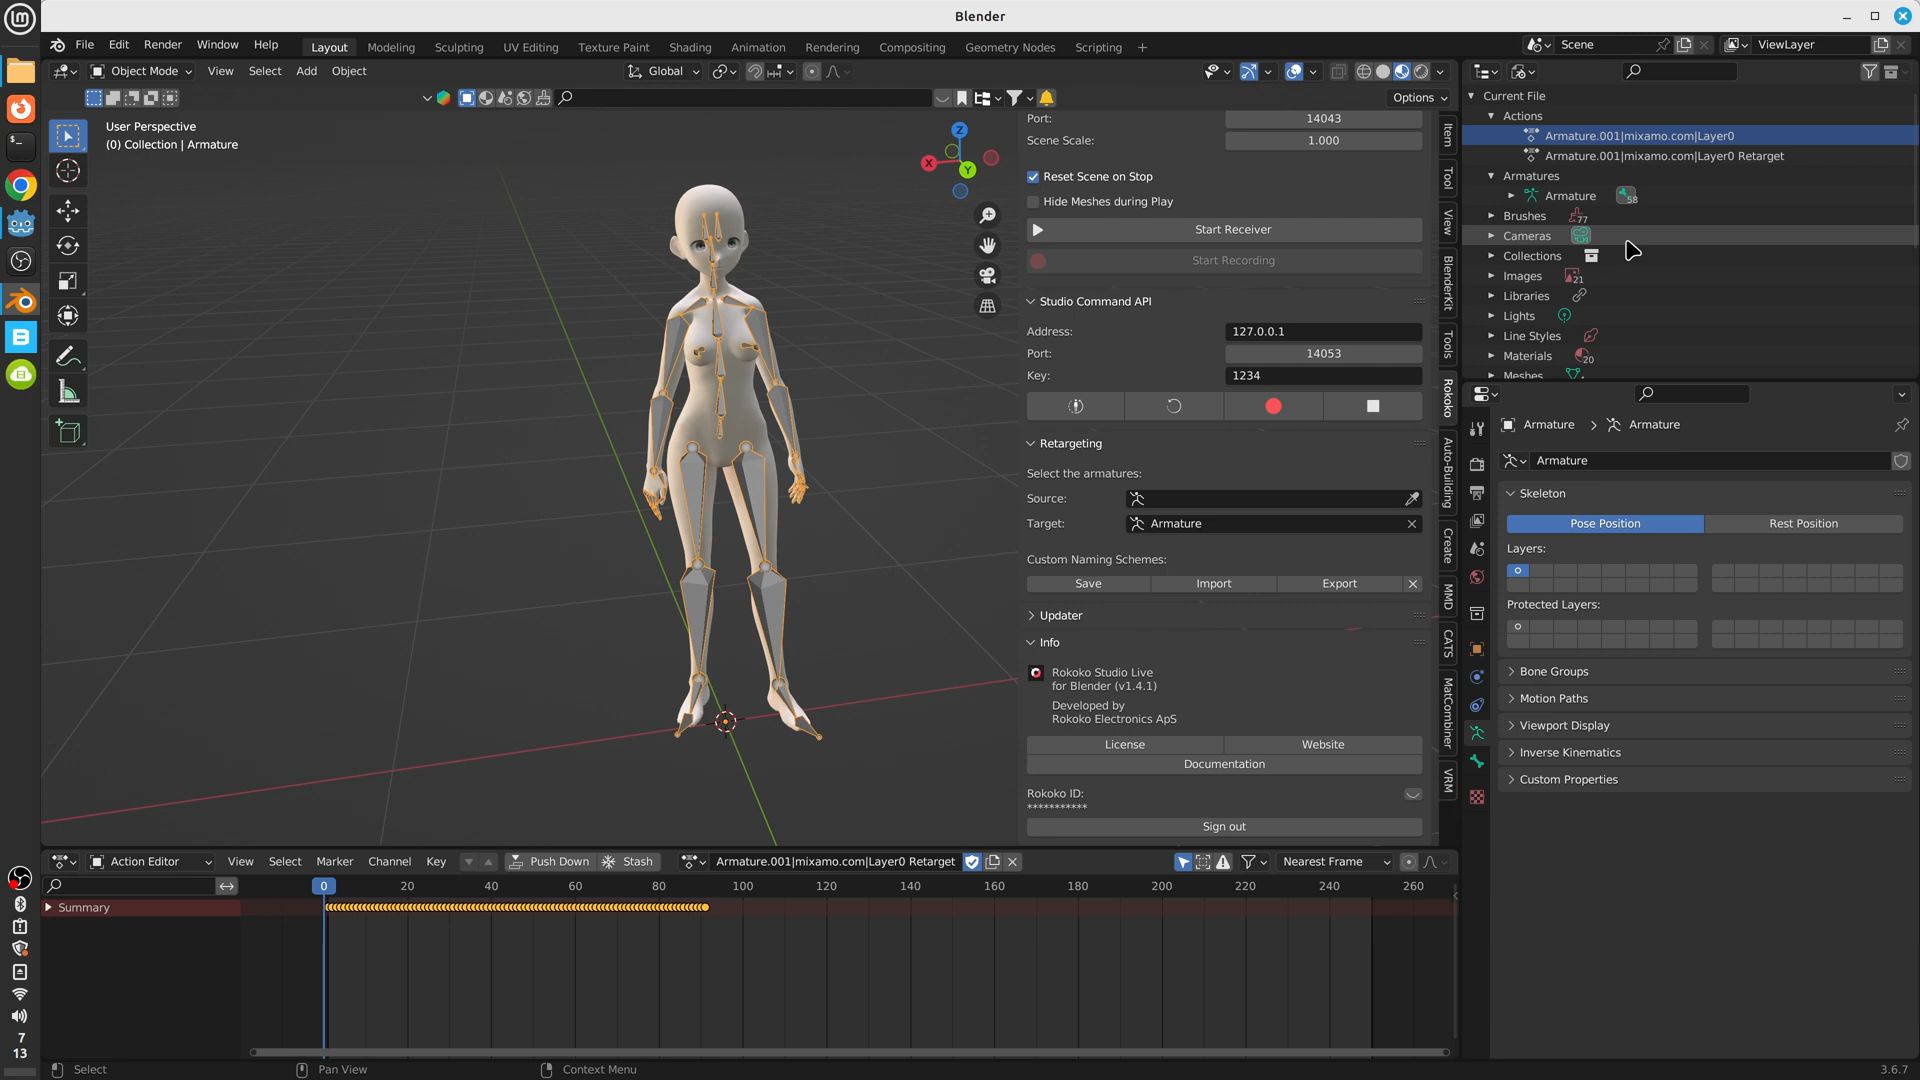 Blender
File Edit Render Window Help
Layout Modeling Sculpting UV Editing Texture Paint Shading Animation Rendering Compositing Geometry Nodes Scripting +
Scene
ViewLayer
Object Mode View Select Add Object
Global
Options
User Perspective
(0) Collection | Armature
Z
X
Y
Port: 14043
Scene Scale: 1.000
Reset Scene on Stop
Hide Meshes during Play
Start Receiver
Start Recording
Studio Command API
Address: 127.0.0.1
Port: 14053
Key: 1234
Retargeting
Select the armatures:
Source:
Target: Armature
Custom Naming Schemes:
Save Import Export
Updater
Info
Rokoko Studio Live
for Blender (v1.4.1)
Developed by
Rokoko Electronics ApS
License Website
Documentation
Rokoko ID:
***********
Sign out
Item
Tool
View
BlenderKit
Tools
Rokoko
Auto-Building
Create
MMD
CATS
MatCombiner
VRM
Current File
Actions
Armature.001|mixamo.com|Layer0
Armature.001|mixamo.com|Layer0 Retarget
Armatures
Armature 58
Brushes 77
Cameras
Collections
Images 21
Libraries
Lights
Line Styles
Materials 20
Meshes
Armature > Armature
Armature
Skeleton
Pose Position Rest Position
Layers:
Protected Layers:
Bone Groups
Motion Paths
Viewport Display
Inverse Kinematics
Custom Properties
Action Editor View Select Marker Channel Key Push Down Stash Armature.001|mixamo.com|Layer0 Retarget Nearest Frame
0 20 40 60 80 100 120 140 160 180 200 220 240 260
Summary
7
13
Select Pan View Context Menu 3.6.7